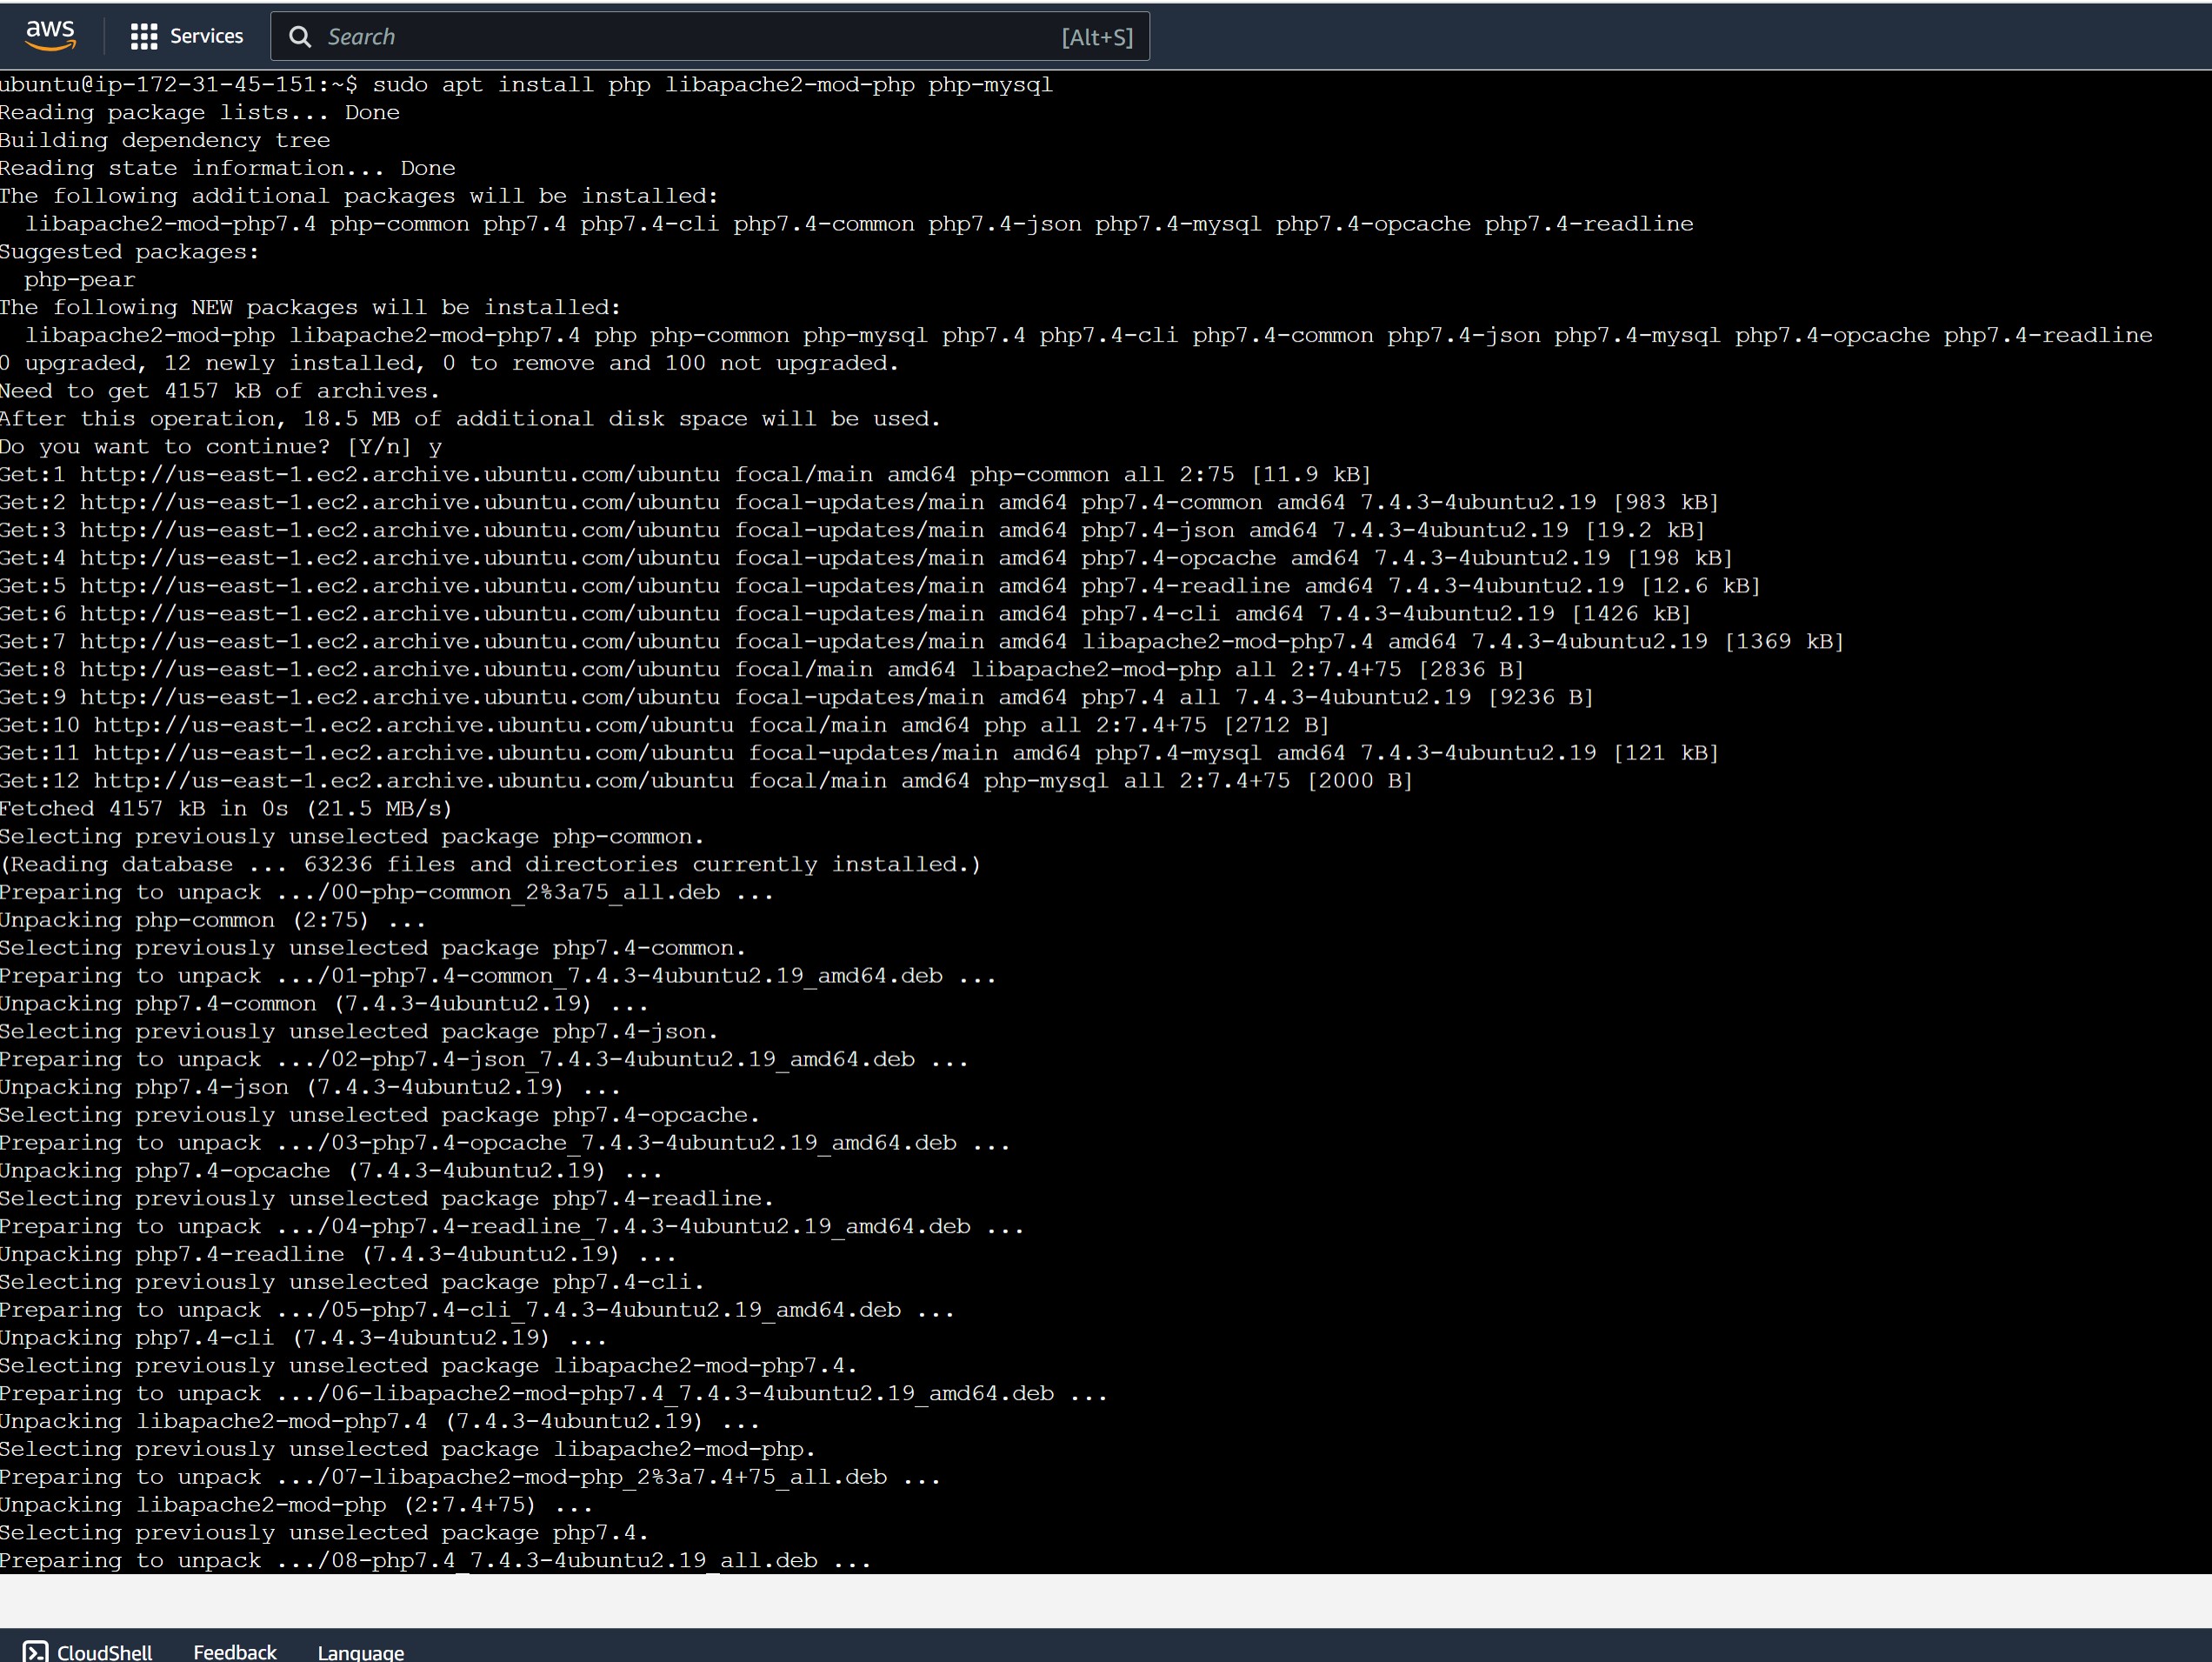 aws
Services
Search
[Alt+S]
ubuntu@ip-172-31-45-151:~$ sudo apt install php libapache2-mod-php php-mysql
Reading package lists... Done
Building dependency tree
Reading state information... Done
The following additional packages will be installed:
  libapache2-mod-php7.4 php-common php7.4 php7.4-cli php7.4-common php7.4-json php7.4-mysql php7.4-opcache php7.4-readline
Suggested packages:
  php-pear
The following NEW packages will be installed:
  libapache2-mod-php libapache2-mod-php7.4 php php-common php-mysql php7.4 php7.4-cli php7.4-common php7.4-json php7.4-mysql php7.4-opcache php7.4-readline
0 upgraded, 12 newly installed, 0 to remove and 100 not upgraded.
Need to get 4157 kB of archives.
After this operation, 18.5 MB of additional disk space will be used.
Do you want to continue? [Y/n] y
Get:1 http://us-east-1.ec2.archive.ubuntu.com/ubuntu focal/main amd64 php-common all 2:75 [11.9 kB]
Get:2 http://us-east-1.ec2.archive.ubuntu.com/ubuntu focal-updates/main amd64 php7.4-common amd64 7.4.3-4ubuntu2.19 [983 kB]
Get:3 http://us-east-1.ec2.archive.ubuntu.com/ubuntu focal-updates/main amd64 php7.4-json amd64 7.4.3-4ubuntu2.19 [19.2 kB]
Get:4 http://us-east-1.ec2.archive.ubuntu.com/ubuntu focal-updates/main amd64 php7.4-opcache amd64 7.4.3-4ubuntu2.19 [198 kB]
Get:5 http://us-east-1.ec2.archive.ubuntu.com/ubuntu focal-updates/main amd64 php7.4-readline amd64 7.4.3-4ubuntu2.19 [12.6 kB]
Get:6 http://us-east-1.ec2.archive.ubuntu.com/ubuntu focal-updates/main amd64 php7.4-cli amd64 7.4.3-4ubuntu2.19 [1426 kB]
Get:7 http://us-east-1.ec2.archive.ubuntu.com/ubuntu focal-updates/main amd64 libapache2-mod-php7.4 amd64 7.4.3-4ubuntu2.19 [1369 kB]
Get:8 http://us-east-1.ec2.archive.ubuntu.com/ubuntu focal/main amd64 libapache2-mod-php all 2:7.4+75 [2836 B]
Get:9 http://us-east-1.ec2.archive.ubuntu.com/ubuntu focal-updates/main amd64 php7.4 all 7.4.3-4ubuntu2.19 [9236 B]
Get:10 http://us-east-1.ec2.archive.ubuntu.com/ubuntu focal/main amd64 php all 2:7.4+75 [2712 B]
Get:11 http://us-east-1.ec2.archive.ubuntu.com/ubuntu focal-updates/main amd64 php7.4-mysql amd64 7.4.3-4ubuntu2.19 [121 kB]
Get:12 http://us-east-1.ec2.archive.ubuntu.com/ubuntu focal/main amd64 php-mysql all 2:7.4+75 [2000 B]
Fetched 4157 kB in 0s (21.5 MB/s)
Selecting previously unselected package php-common.
(Reading database ... 63236 files and directories currently installed.)
Preparing to unpack .../00-php-common_2%3a75_all.deb ...
Unpacking php-common (2:75) ...
Selecting previously unselected package php7.4-common.
Preparing to unpack .../01-php7.4-common_7.4.3-4ubuntu2.19_amd64.deb ...
Unpacking php7.4-common (7.4.3-4ubuntu2.19) ...
Selecting previously unselected package php7.4-json.
Preparing to unpack .../02-php7.4-json_7.4.3-4ubuntu2.19_amd64.deb ...
Unpacking php7.4-json (7.4.3-4ubuntu2.19) ...
Selecting previously unselected package php7.4-opcache.
Preparing to unpack .../03-php7.4-opcache_7.4.3-4ubuntu2.19_amd64.deb ...
Unpacking php7.4-opcache (7.4.3-4ubuntu2.19) ...
Selecting previously unselected package php7.4-readline.
Preparing to unpack .../04-php7.4-readline_7.4.3-4ubuntu2.19_amd64.deb ...
Unpacking php7.4-readline (7.4.3-4ubuntu2.19) ...
Selecting previously unselected package php7.4-cli.
Preparing to unpack .../05-php7.4-cli_7.4.3-4ubuntu2.19_amd64.deb ...
Unpacking php7.4-cli (7.4.3-4ubuntu2.19) ...
Selecting previously unselected package libapache2-mod-php7.4.
Preparing to unpack .../06-libapache2-mod-php7.4_7.4.3-4ubuntu2.19_amd64.deb ...
Unpacking libapache2-mod-php7.4 (7.4.3-4ubuntu2.19) ...
Selecting previously unselected package libapache2-mod-php.
Preparing to unpack .../07-libapache2-mod-php_2%3a7.4+75_all.deb ...
Unpacking libapache2-mod-php (2:7.4+75) ...
Selecting previously unselected package php7.4.
Preparing to unpack .../08-php7.4_7.4.3-4ubuntu2.19_all.deb ...
CloudShell
Feedback
Language